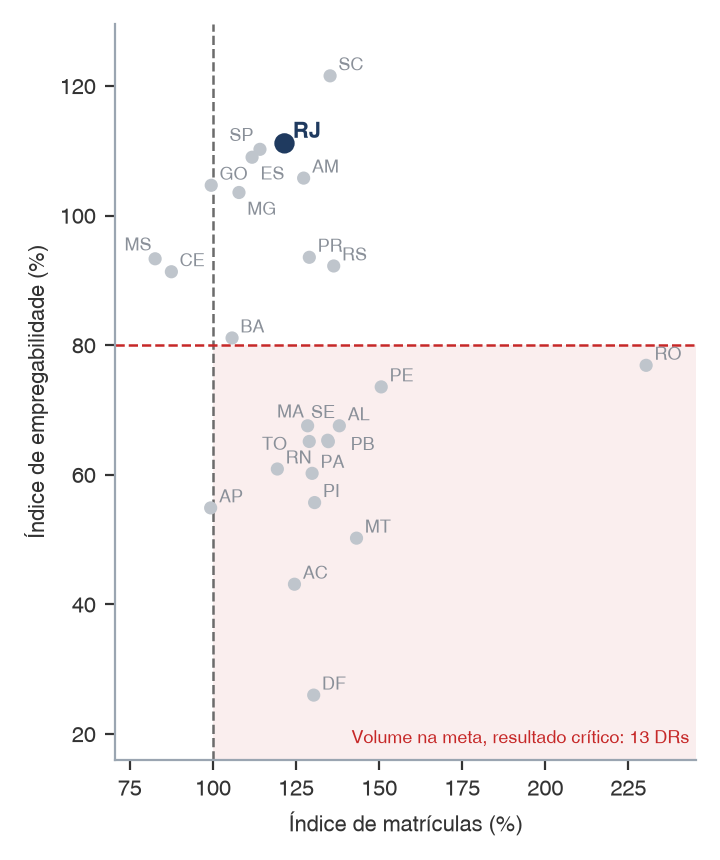 SC
120
SP
RJ
GO
ES
AM
MG
100
MS
CE
PR
RS
BA
80
RO
PE
MA
SE
AL
TO
PB
RN
PA
60
AP
PI
MT
AC
40
DF
20
Volume na meta, resultado crítico: 13 DRs
75
100
125
150
175
200
225
Índice de matrículas (%)
Índice de empregabilidade (%)